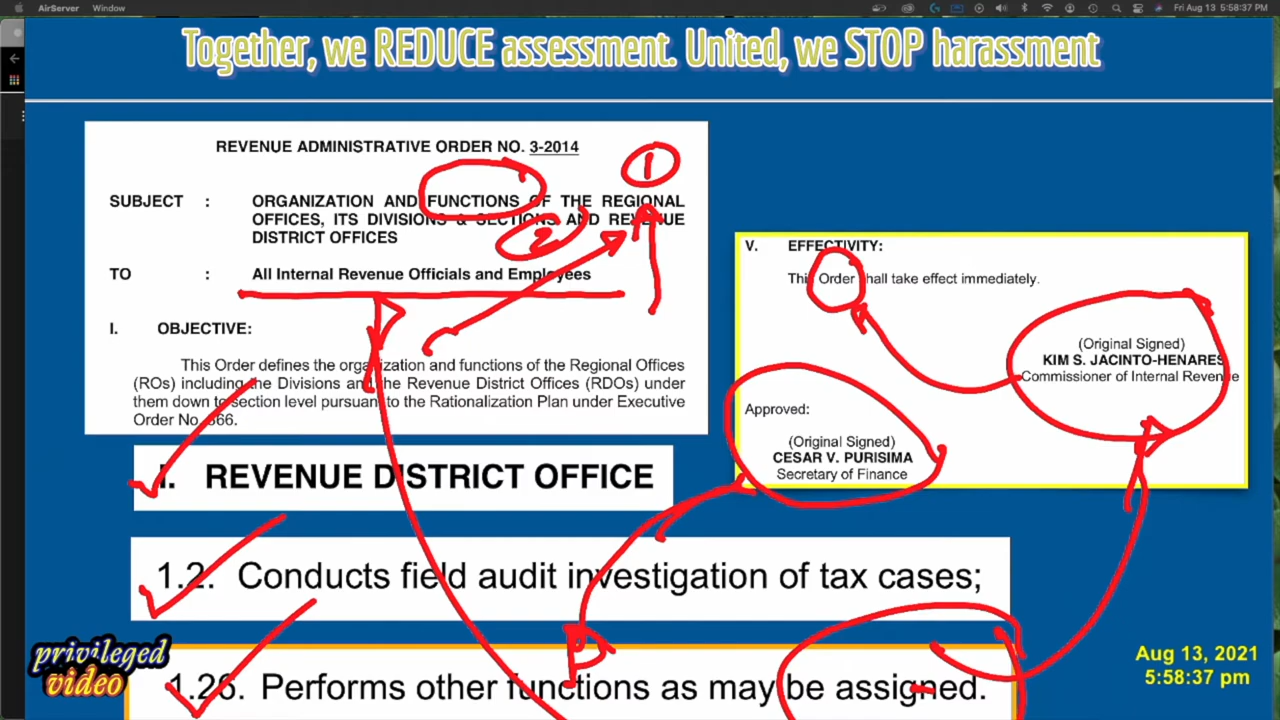 AirServer Window
Fri Aug 13 5:58:37 PM
Together, we REDUCE assessment. United, we STOP harassment
REVENUE ADMINISTRATIVE ORDER NO. 3-2014
SUBJECT : ORGANIZATION AND FUNCTIONS OF THE REGIONAL
OFFICES, ITS DIVISIONS & SECTIONS AND REVENUE
DISTRICT OFFICES
TO : All Internal Revenue Officials and Employees
I. OBJECTIVE:
This Order defines the organization and functions of the Regional Offices
(ROs) including the Divisions and the Revenue District Offices (RDOs) under
them down to section level pursuant to the Rationalization Plan under Executive
Order No. 366.
1
2
V. EFFECTIVITY:
This Order shall take effect immediately.
(Original Signed)
KIM S. JACINTO-HENARES
Commissioner of Internal Revenue
Approved:
(Original Signed)
CESAR V. PURISIMA
Secretary of Finance
I. REVENUE DISTRICT OFFICE
1.2. Conducts field audit investigation of tax cases;
1.26. Performs other functions as may be assigned.
privileged
video
Aug 13, 2021
5:58:37 pm